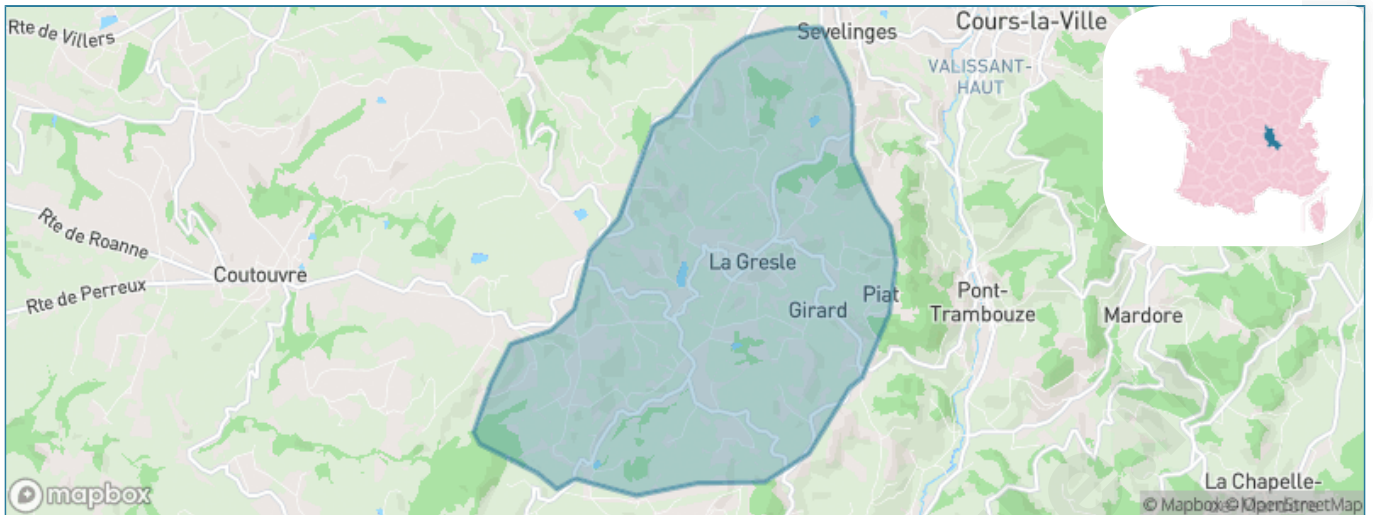 Rte de Villers
Sevelinges
Cours-la-Ville
VALISSANT-
HAUT
Rte de Roanne
Coutouvre
Rte de Perreux
La Gresle
Girard
Piat
Pont-
Trambouze
Mardore
La Chapelle-
mapbox
© Mapbox © OpenStreetMap